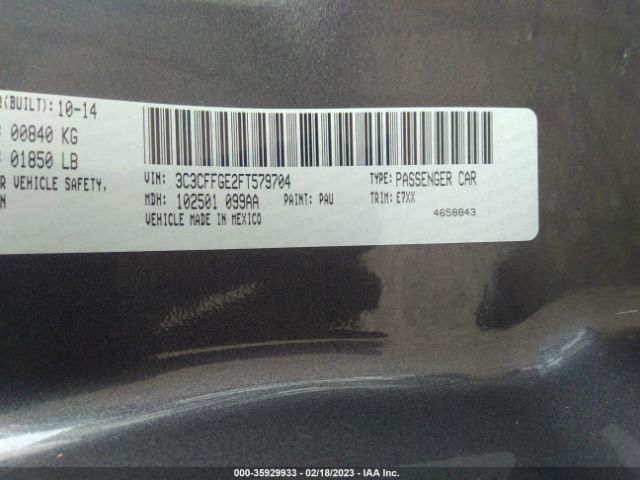 R(BUILT): 10-14
: 00840 KG
: 01850 LB
R VEHICLE SAFETY,
N
VIN: 3C3CFFGE2FT579704 TYPE: PASSENGER CAR
MDH: 102501 099AA PAINT: PAU TRIM: E7XX
VEHICLE MADE IN MEXICO 4658843
000-35929933 - 02/18/2023 - IAA Inc.